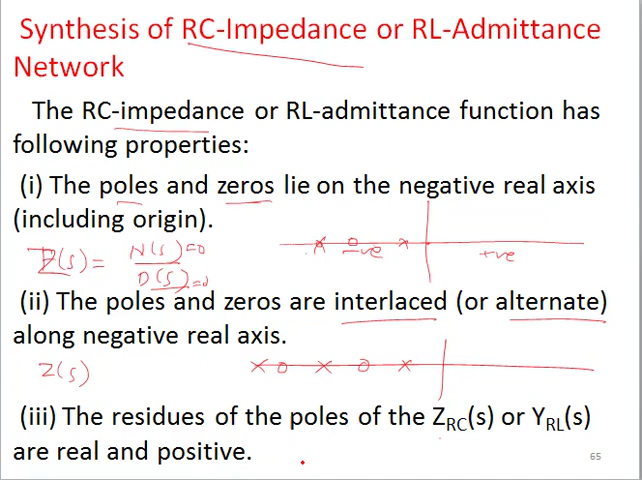 Synthesis of RC-Impedance or RL-Admittance
Network
The RC-impedance or RL-admittance function has
following properties:
(i) The poles and zeros lie on the negative real axis
(including origin).
Z(s) = N(s)=0
D(s)=0
-ve
+ve
(ii) The poles and zeros are interlaced (or alternate)
along negative real axis.
Z(s)
(iii) The residues of the poles of the ZRC(s) or YRL(s)
are real and positive.
65